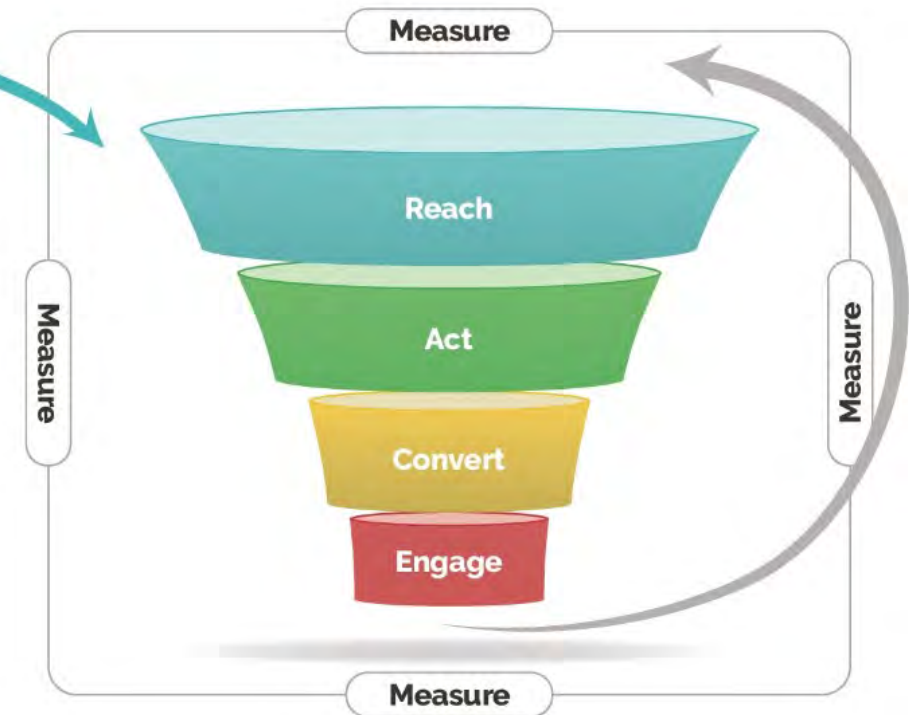 Measure
Reach
Measure
Measure
Act
Convert
Engage
Measure